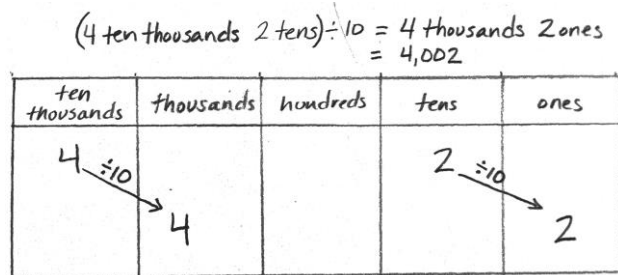 (4 ten thousands 2 tens) ÷ 10 = 4 thousands 2 ones
= 4,002
ten thousands thousands hundreds tens ones
4 ÷10 2 ÷10
4 2